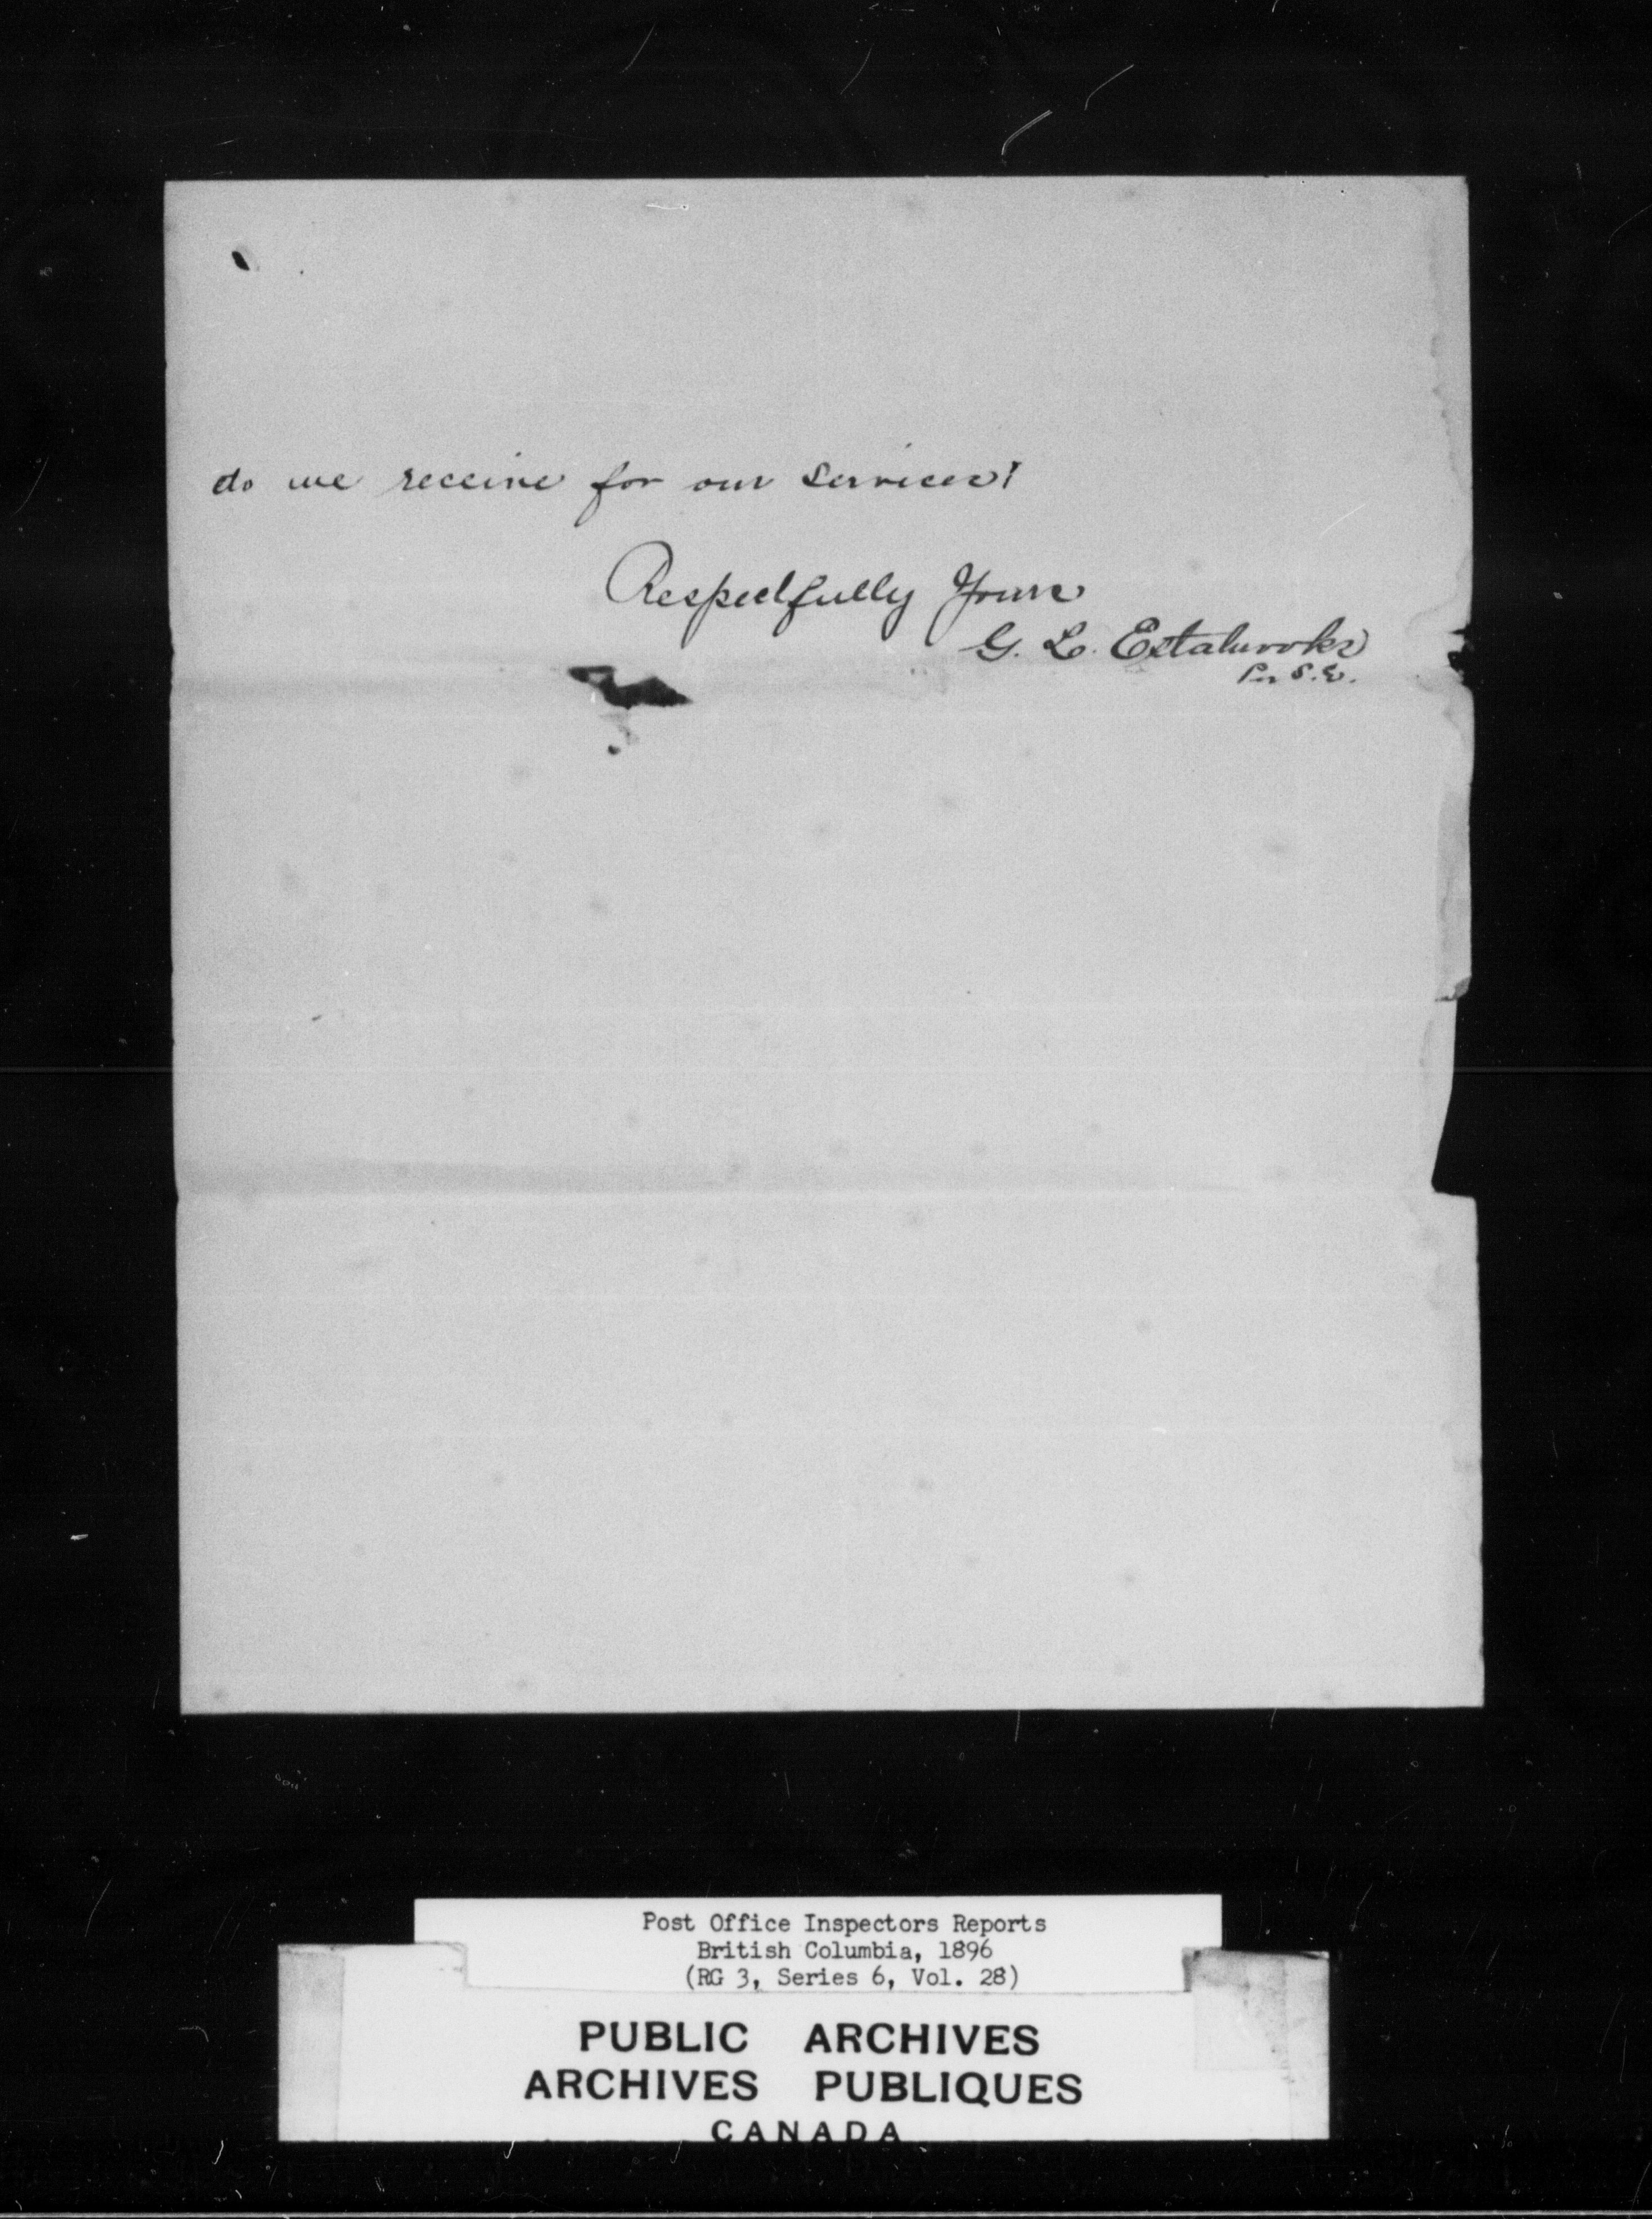 do we receive for our services?
Respectfully Yours
G. L. Estabrooks
Per S.E.
Post Office Inspectors Reports
British Columbia, 1896
(RG 3, Series 6, Vol. 28)
PUBLIC ARCHIVES
ARCHIVES PUBLIQUES
CANADA